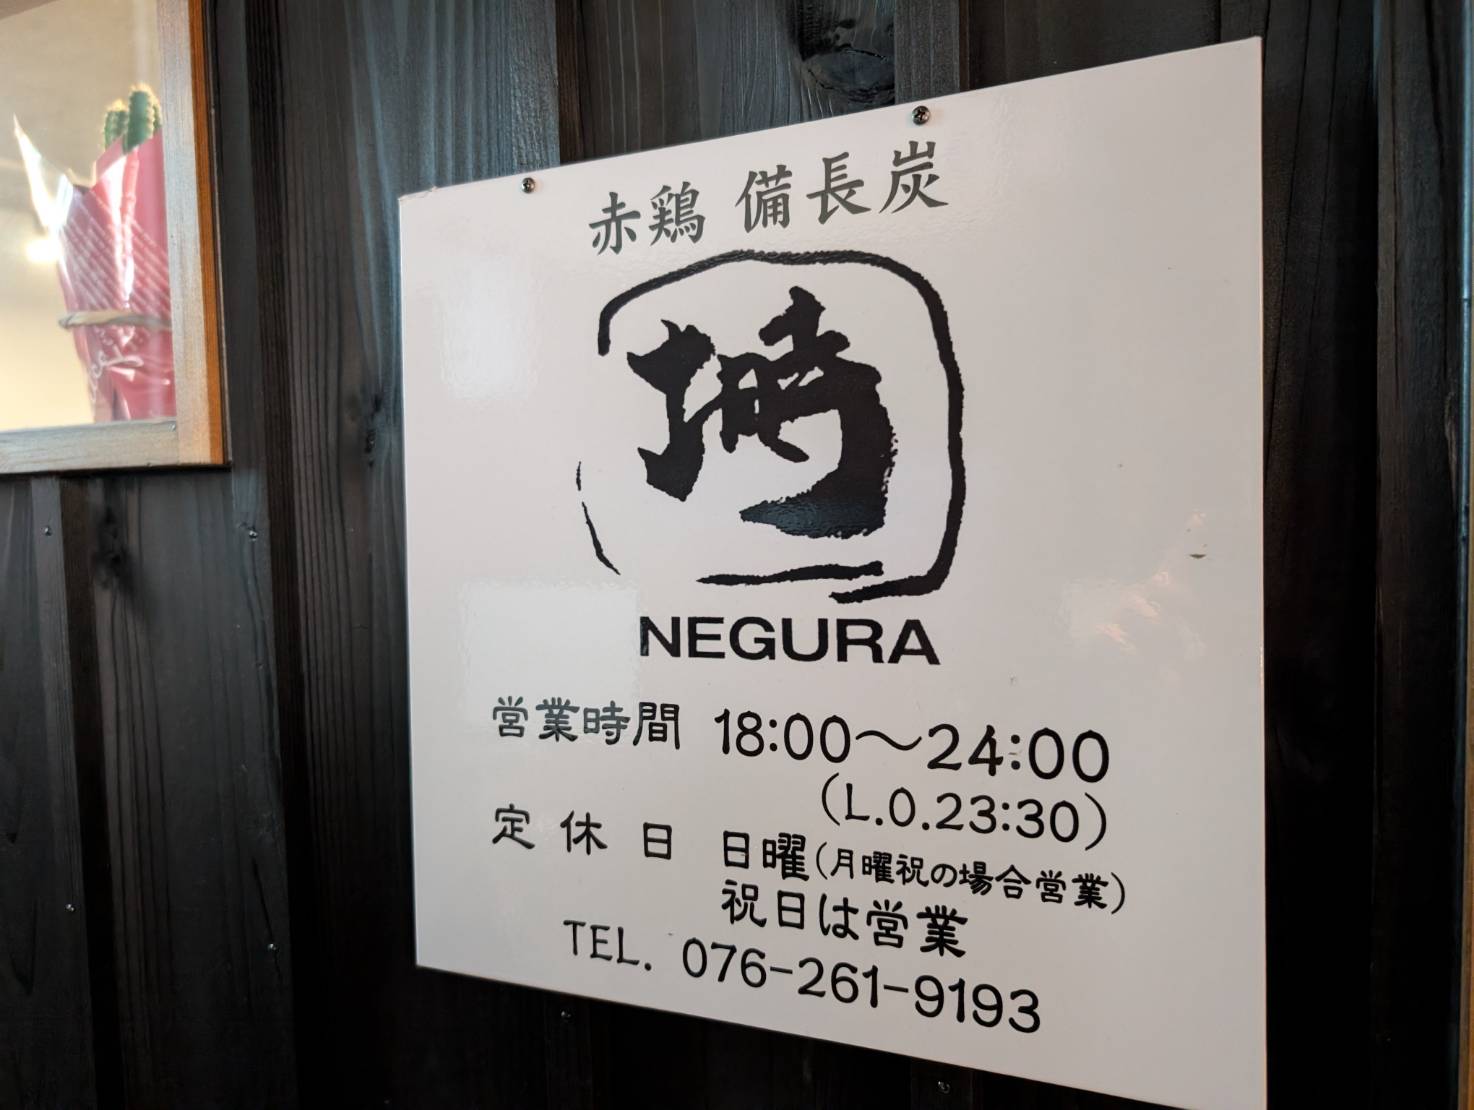 赤鶏 備長炭
塒
NEGURA
営業時間 18:00～24:00
(L.O.23:30)
定休日 日曜(月曜祝の場合営業)
祝日は営業
TEL. 076-261-9193